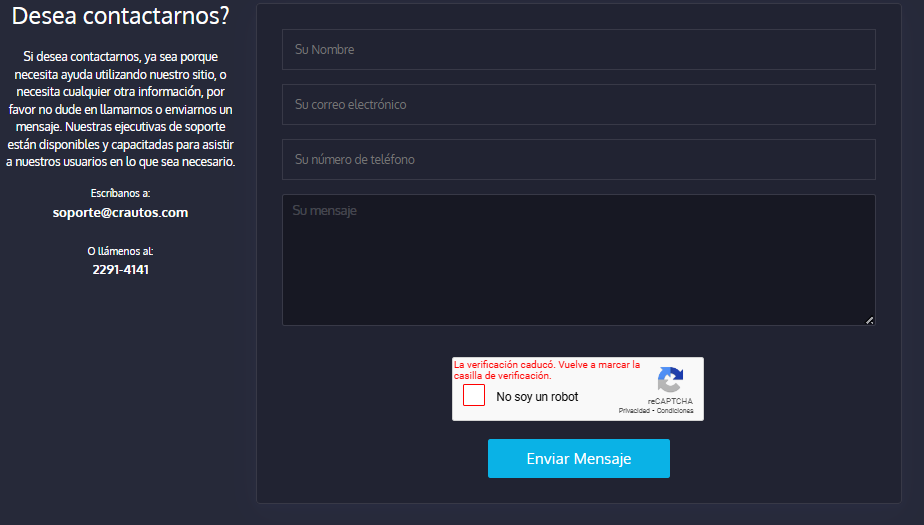 Desea contactarnos?
Si desea contactarnos, ya sea porque
necesita ayuda utilizando nuestro sitio, o
necesita cualquier otra información, por
favor no dude en llamarnos o enviarnos un
mensaje. Nuestras ejecutivas de soporte
están disponibles y capacitadas para asistir
a nuestros usuarios en lo que sea necesario.
Escríbanos a:
soporte@crautos.com
O llámenos al:
2291-4141
Su Nombre
Su correo electrónico
Su número de teléfono
Su mensaje
La verificación caducó. Vuelve a marcar la
casilla de verificación.
No soy un robot
reCAPTCHA
Privacidad - Condiciones
Enviar Mensaje